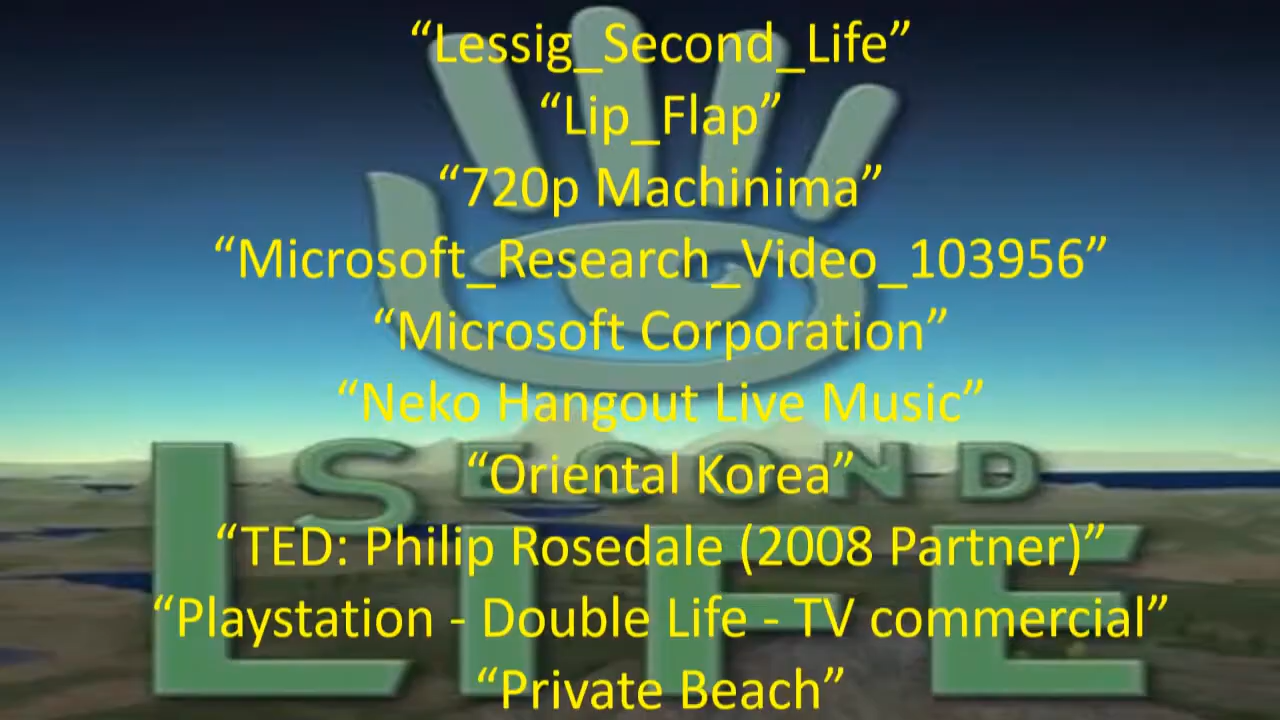 “Lessig_Second_Life”
“Lip_Flap”
“720p Machinima”
“Microsoft_Research_Video_103956”
“Microsoft Corporation”
“Neko Hangout Live Music”
“Oriental Korea”
“TED: Philip Rosedale (2008 Partner)”
“Playstation - Double Life - TV commercial”
“Private Beach”
SECOND
LIFE